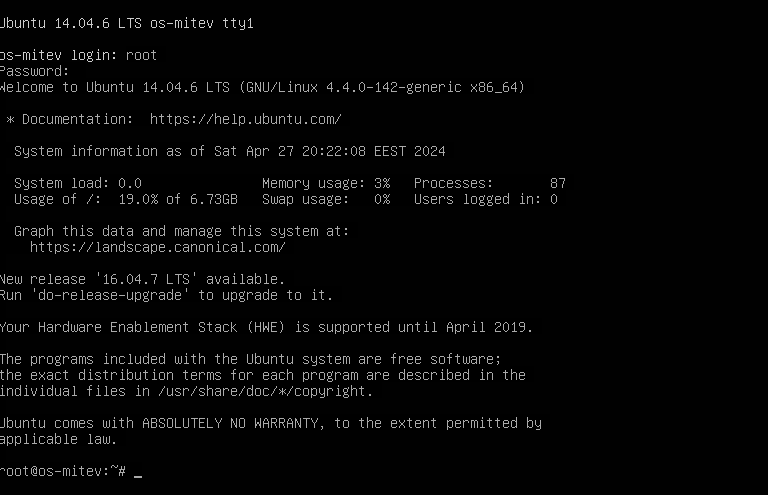 Ubuntu 14.04.6 LTS os-mitev tty1
os-mitev login: root
Password:
Welcome to Ubuntu 14.04.6 LTS (GNU/Linux 4.4.0-142-generic x86_64)
* Documentation:  https://help.ubuntu.com/
System information as of Sat Apr 27 20:22:08 EEST 2024
System load: 0.0               Memory usage: 3%   Processes:       87
Usage of /:  19.0% of 6.73GB   Swap usage:   0%   Users logged in: 0
Graph this data and manage this system at:
https://landscape.canonical.com/
New release '16.04.7 LTS' available.
Run 'do-release-upgrade' to upgrade to it.
Your Hardware Enablement Stack (HWE) is supported until April 2019.
The programs included with the Ubuntu system are free software;
the exact distribution terms for each program are described in the
individual files in /usr/share/doc/*/copyright.
Ubuntu comes with ABSOLUTELY NO WARRANTY, to the extent permitted by
applicable law.
root@os-mitev:~# _